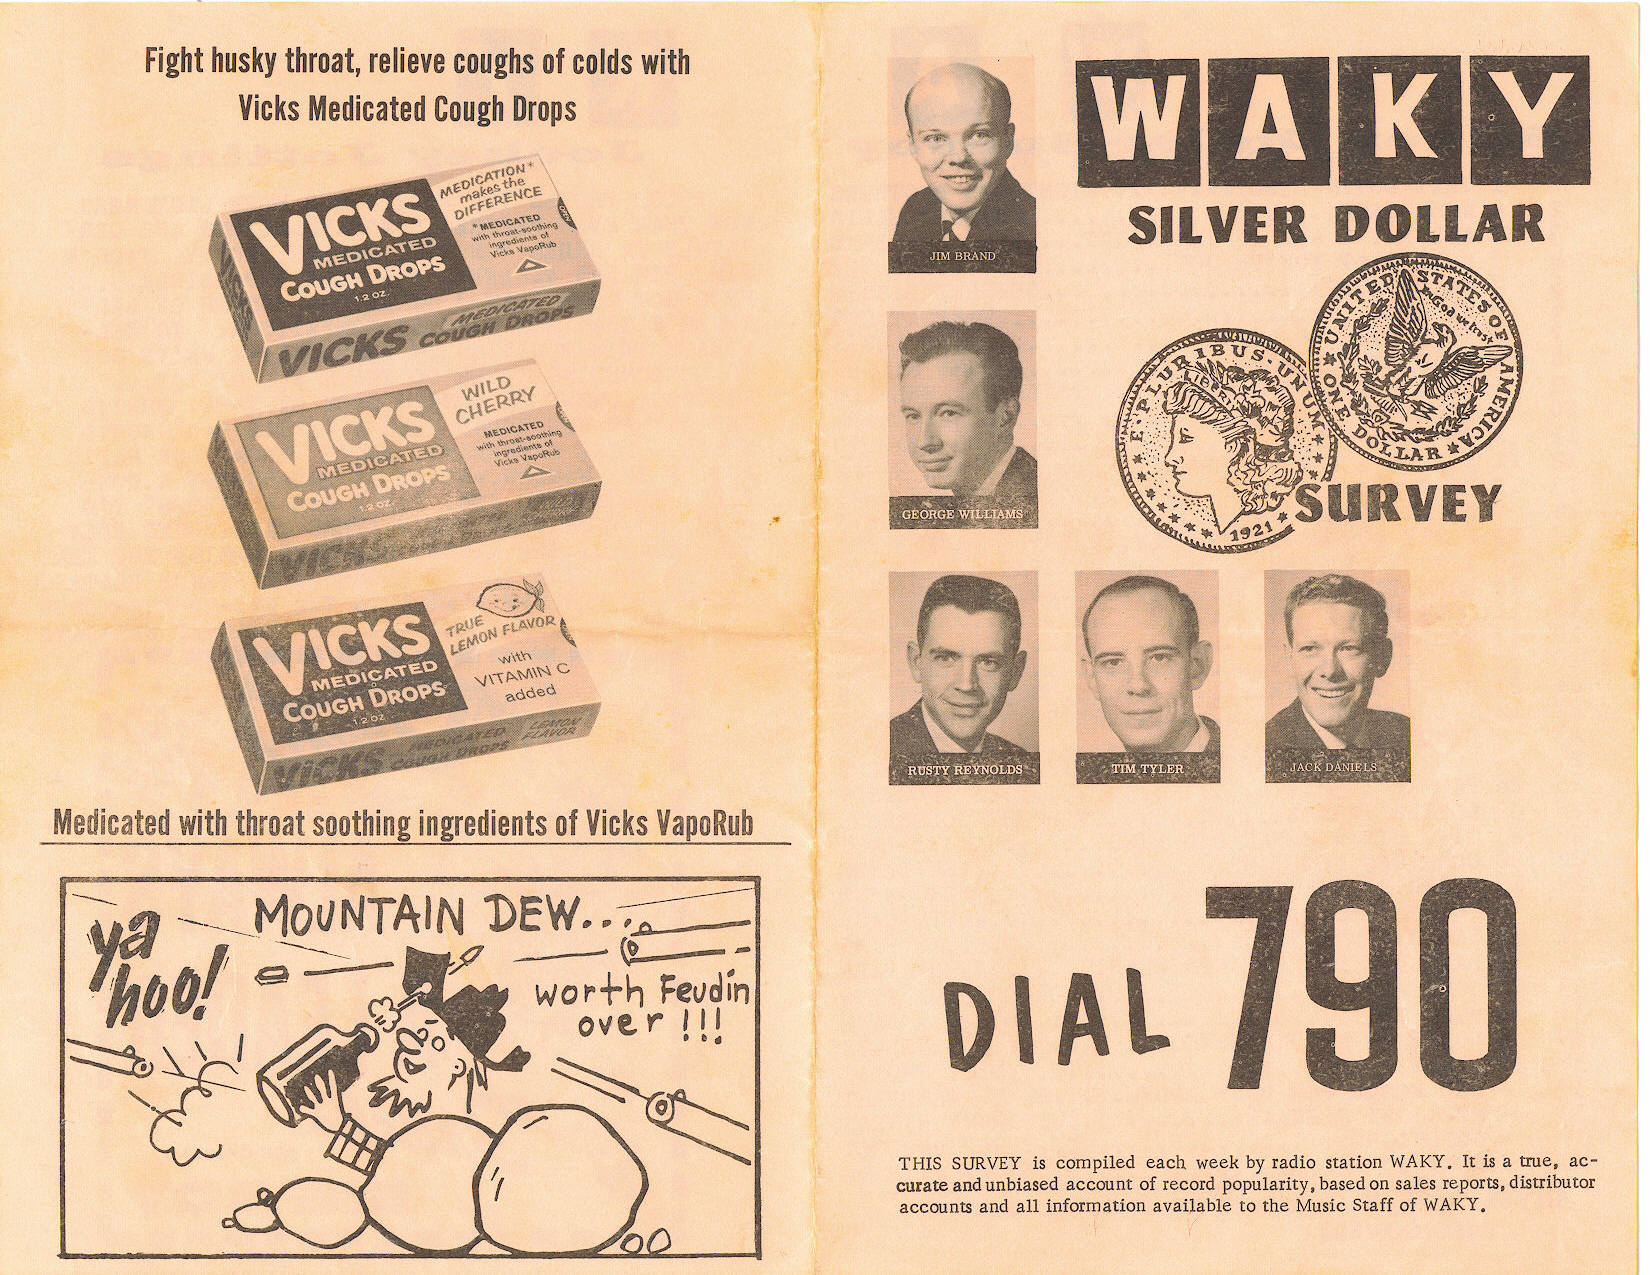 Fight husky throat, relieve coughs of colds with
Vicks Medicated Cough Drops
VICKS
MEDICATED
COUGH DROPS
1.2 OZ.
MEDICATION*
makes the
DIFFERENCE
*MEDICATED
with throat-soothing
ingredients of
Vicks VapoRub
VICKS
VICKS MEDICATED
COUGH DROPS
VICKS
MEDICATED
COUGH DROPS
1.2 OZ.
WILD
CHERRY
MEDICATED
with throat-soothing
ingredients of
Vicks VapoRub
VICKS
VICKS
MEDICATED
COUGH DROPS
1.2 OZ.
TRUE
LEMON FLAVOR
with
VITAMIN C
added
VICKS MEDICATED
COUGH DROPS
LEMON
FLAVOR
Medicated with throat soothing ingredients of Vicks VapoRub
ya
hoo!
MOUNTAIN DEW...
worth Feudin
over !!!
WAKY
SILVER DOLLAR
SURVEY
E·PLURIBUS·UNUM
LIBERTY
1921
UNITED STATES OF AMERICA
In God we trust
ONE DOLLAR
JIM BRAND
GEORGE WILLIAMS
RUSTY REYNOLDS
TIM TYLER
JACK DANIELS
DIAL 790
THIS SURVEY is compiled each week by radio station WAKY. It is a true, ac-
curate and unbiased account of record popularity, based on sales reports, distributor
accounts and all information available to the Music Staff of WAKY.